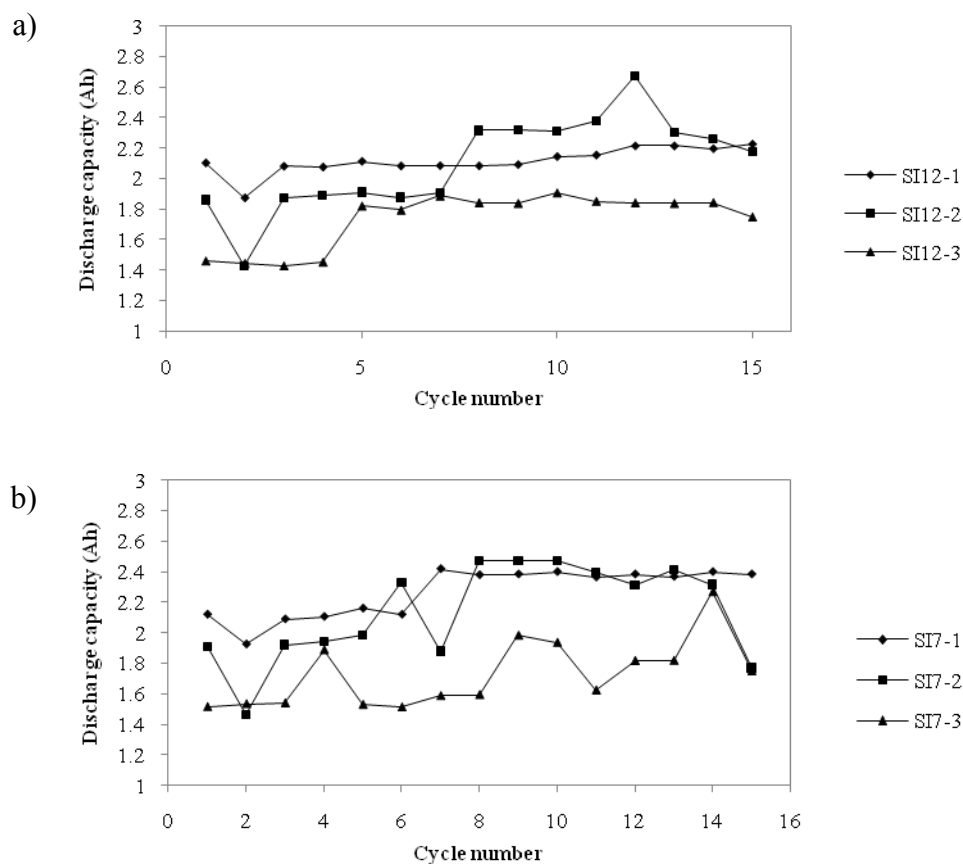 a)
3
2.8
2.6
2.4
2.2
2
1.8
1.6
1.4
1.2
1
Discharge capacity (Ah)
0 5 10 15
Cycle number
SI12-1
SI12-2
SI12-3
b)
3
2.8
2.6
2.4
2.2
2
1.8
1.6
1.4
1.2
1
Discharge capacity (Ah)
0 2 4 6 8 10 12 14 16
Cycle number
SI7-1
SI7-2
SI7-3